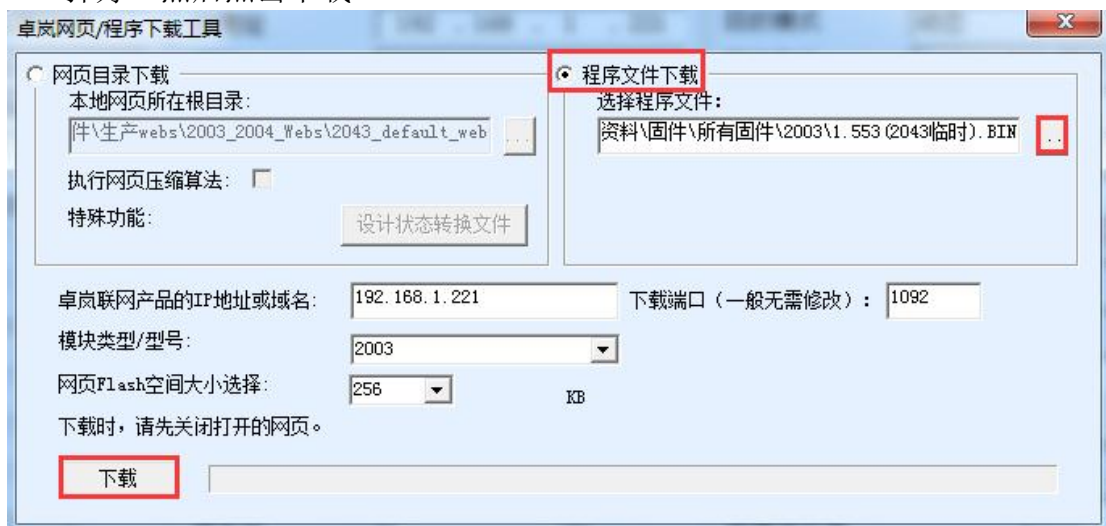 卓岚网页/程序下载工具
网页目录下载
程序文件下载
本地网页所在根目录:
选择程序文件:
件\生产webs\2003_2004_Webs\2043_default_web
...
资料\固件\所有固件\2003\1.553(2043临时).BIN
..
执行网页压缩算法:
特殊功能:
设计状态转换文件
卓岚联网产品的IP地址或域名:
192.168.1.221
下载端口（一般无需修改）:
1092
模块类型/型号:
2003
网页Flash空间大小选择:
256
KB
下载时，请先关闭打开的网页。
下载